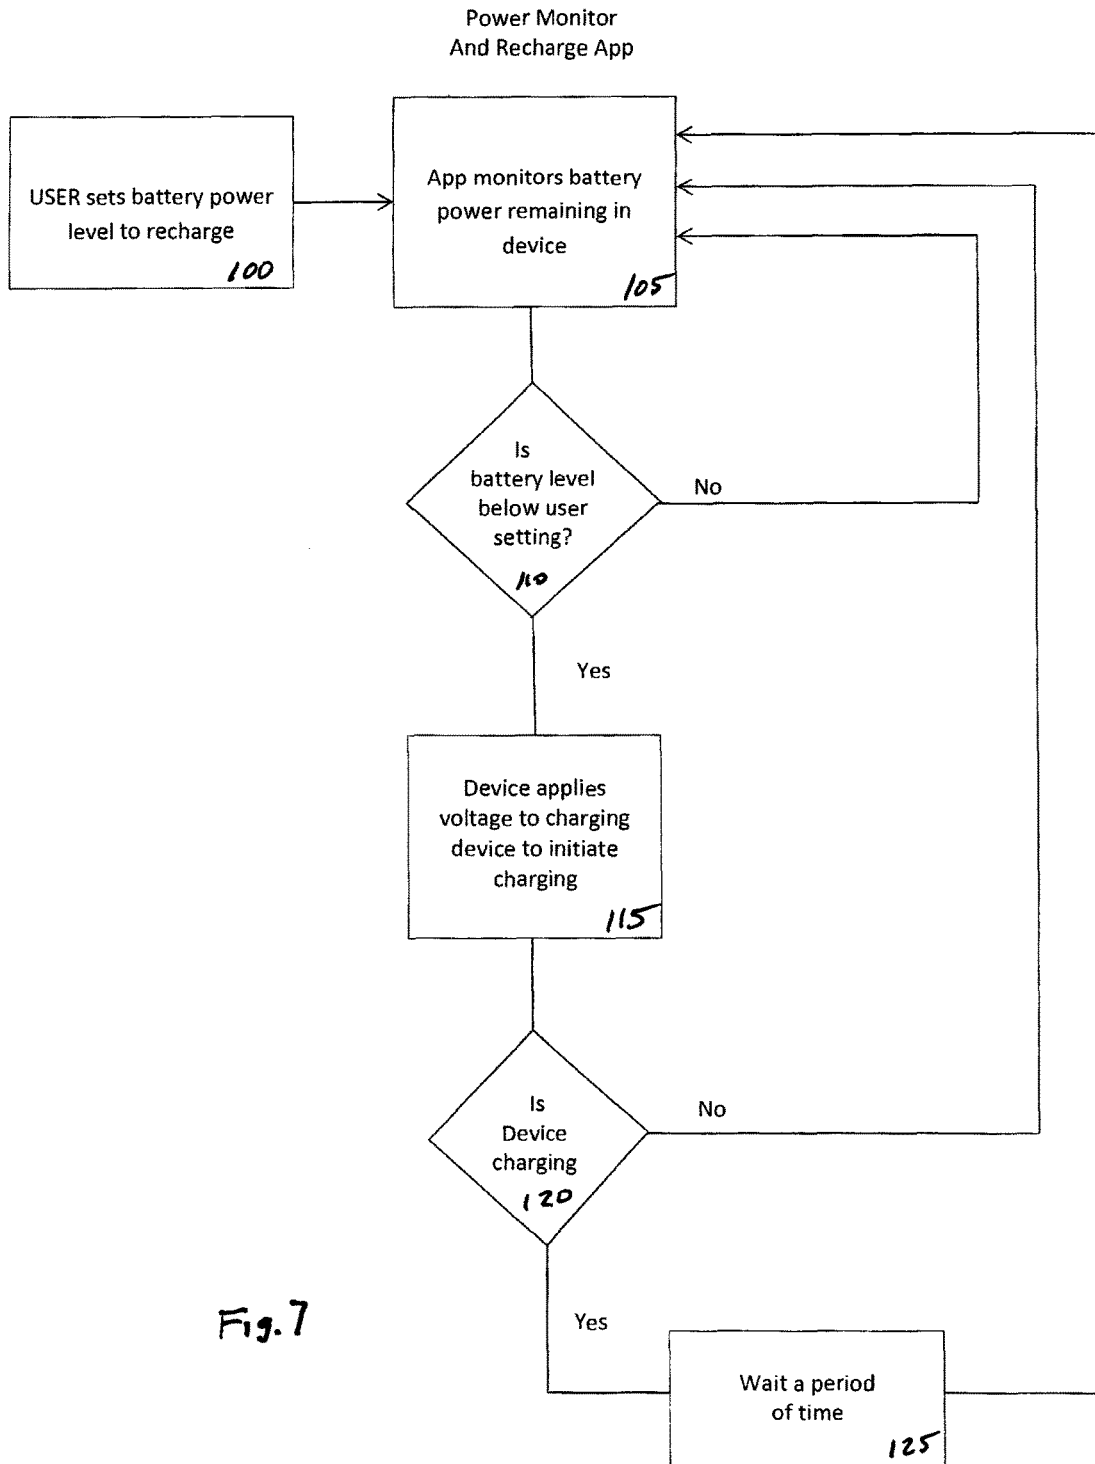 Power Monitor
And Recharge App
USER sets battery power
level to recharge
100
App monitors battery
power remaining in
device
105
Is
battery level
below user
setting?
110
No
Yes
Device applies
voltage to charging
device to initiate
charging
115
Is
Device
charging
120
No
Yes
Wait a period
of time
125
Fig. 7